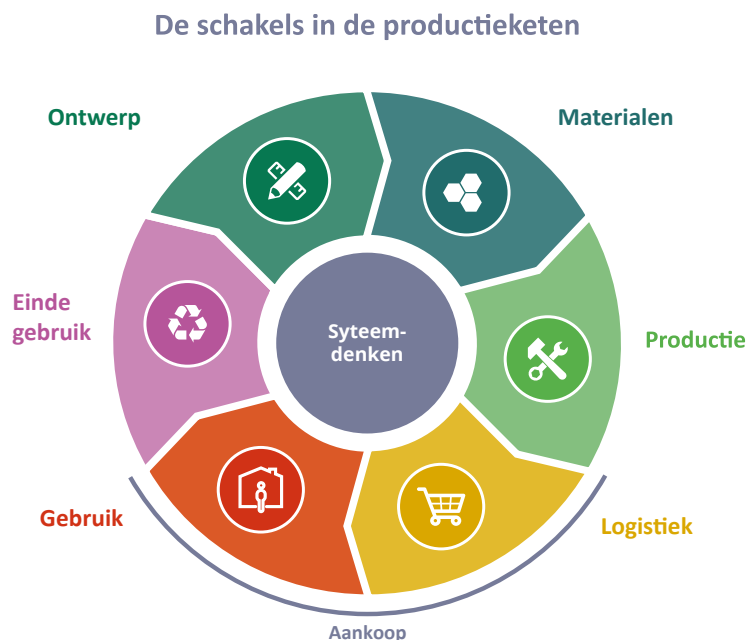 De schakels in de productieketen
Ontwerp
Materialen
Einde
gebruik
Syteem-
denken
Productie
Gebruik
Logistiek
Aankoop